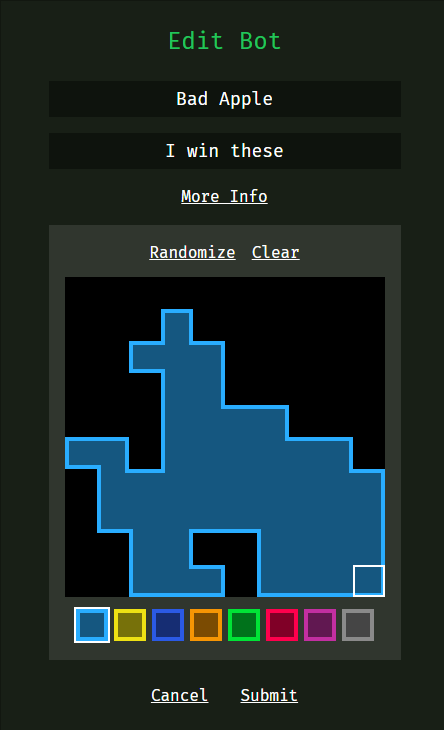 Edit Bot
Bad Apple
I win these
More Info
Randomize Clear
Cancel Submit